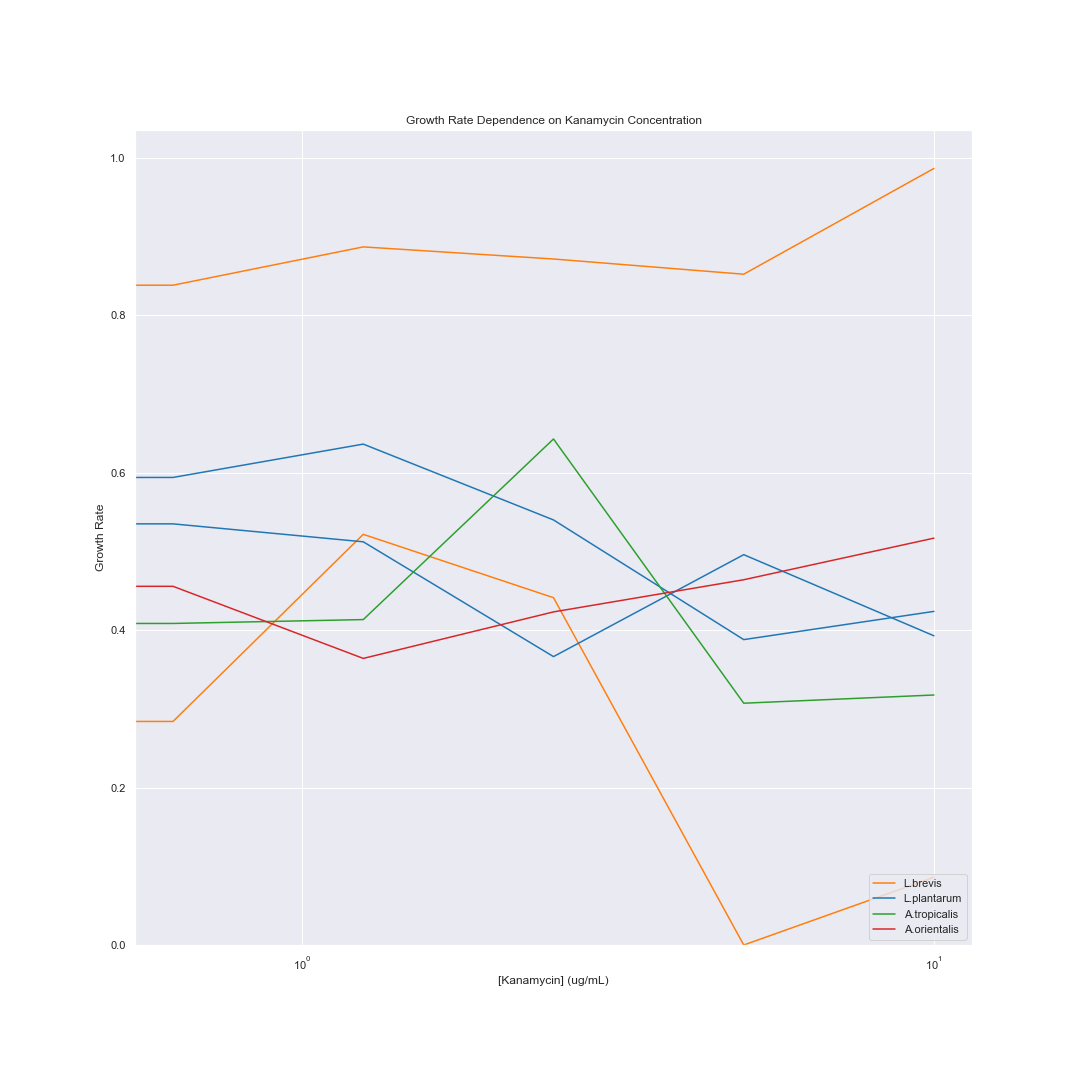 Growth Rate Dependence on Kanamycin Concentration
1.0
0.8
0.6
0.4
0.2
0.0
Growth Rate
L.brevis
L.plantarum
A.tropicalis
A.orientalis
10⁰
10¹
[Kanamycin] (ug/mL)